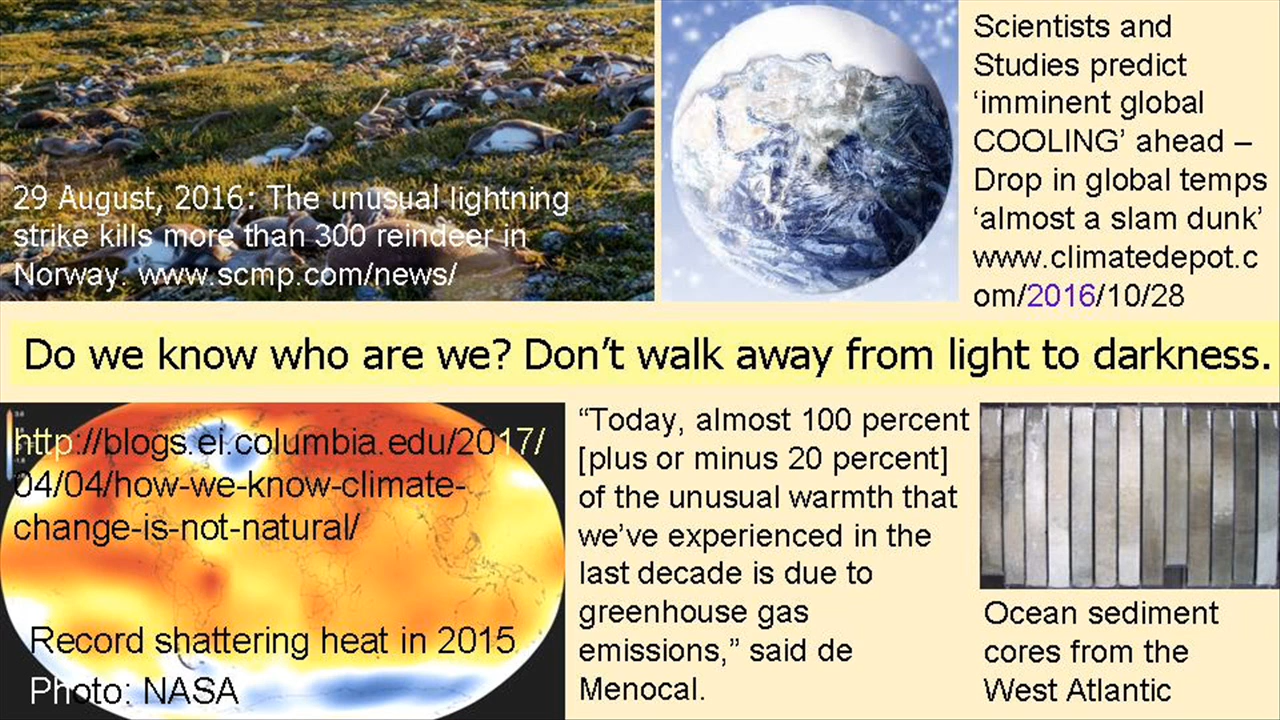 29 August, 2016: The unusual lightning
strike kills more than 300 reindeer in
Norway. www.scmp.com/news/
Scientists and
Studies predict
‘imminent global
COOLING’ ahead –
Drop in global temps
‘almost a slam dunk’
www.climatedepot.c
om/2016/10/28
Do we know who are we? Don’t walk away from light to darkness.
http://blogs.ei.columbia.edu/2017/
04/04/how-we-know-climate-
change-is-not-natural/
Record shattering heat in 2015
Photo: NASA
“Today, almost 100 percent
[plus or minus 20 percent]
of the unusual warmth that
we’ve experienced in the
last decade is due to
greenhouse gas
emissions,” said de
Menocal.
Ocean sediment
cores from the
West Atlantic